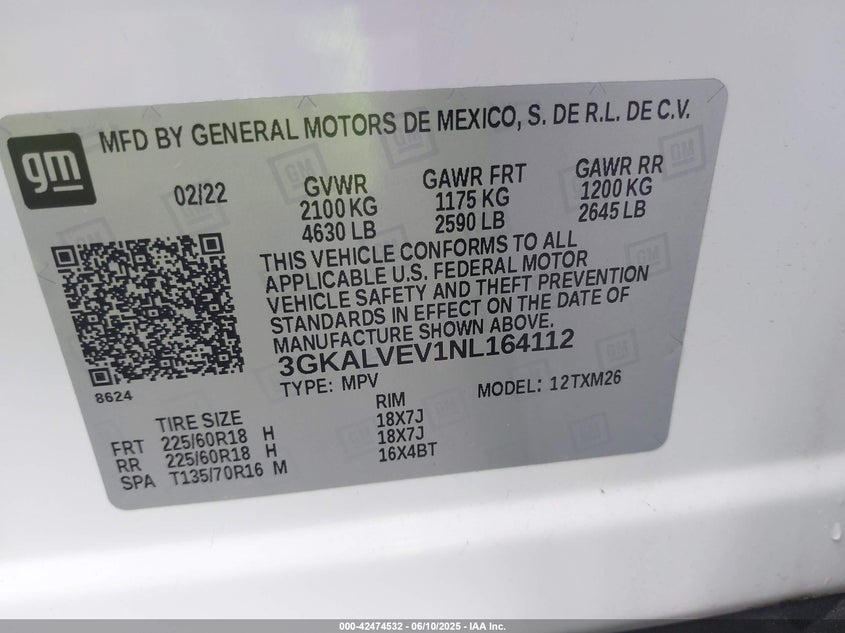 gm
MFD BY GENERAL MOTORS DE MEXICO, S. DE R.L. DE C.V.
02/22 GVWR GAWR FRT GAWR RR
2100 KG 1175 KG 1200 KG
4630 LB 2590 LB 2645 LB
THIS VEHICLE CONFORMS TO ALL
APPLICABLE U.S. FEDERAL MOTOR
VEHICLE SAFETY AND THEFT PREVENTION
STANDARDS IN EFFECT ON THE DATE OF
MANUFACTURE SHOWN ABOVE.
3GKALVEV1NL164112
8624
TYPE: MPV MODEL: 12TXM26
TIRE SIZE RIM
FRT 225/60R18 H 18X7J
RR 225/60R18 H 18X7J
SPA T135/70R16 M 16X4BT
000-42474532 - 06/10/2025 - IAA Inc.